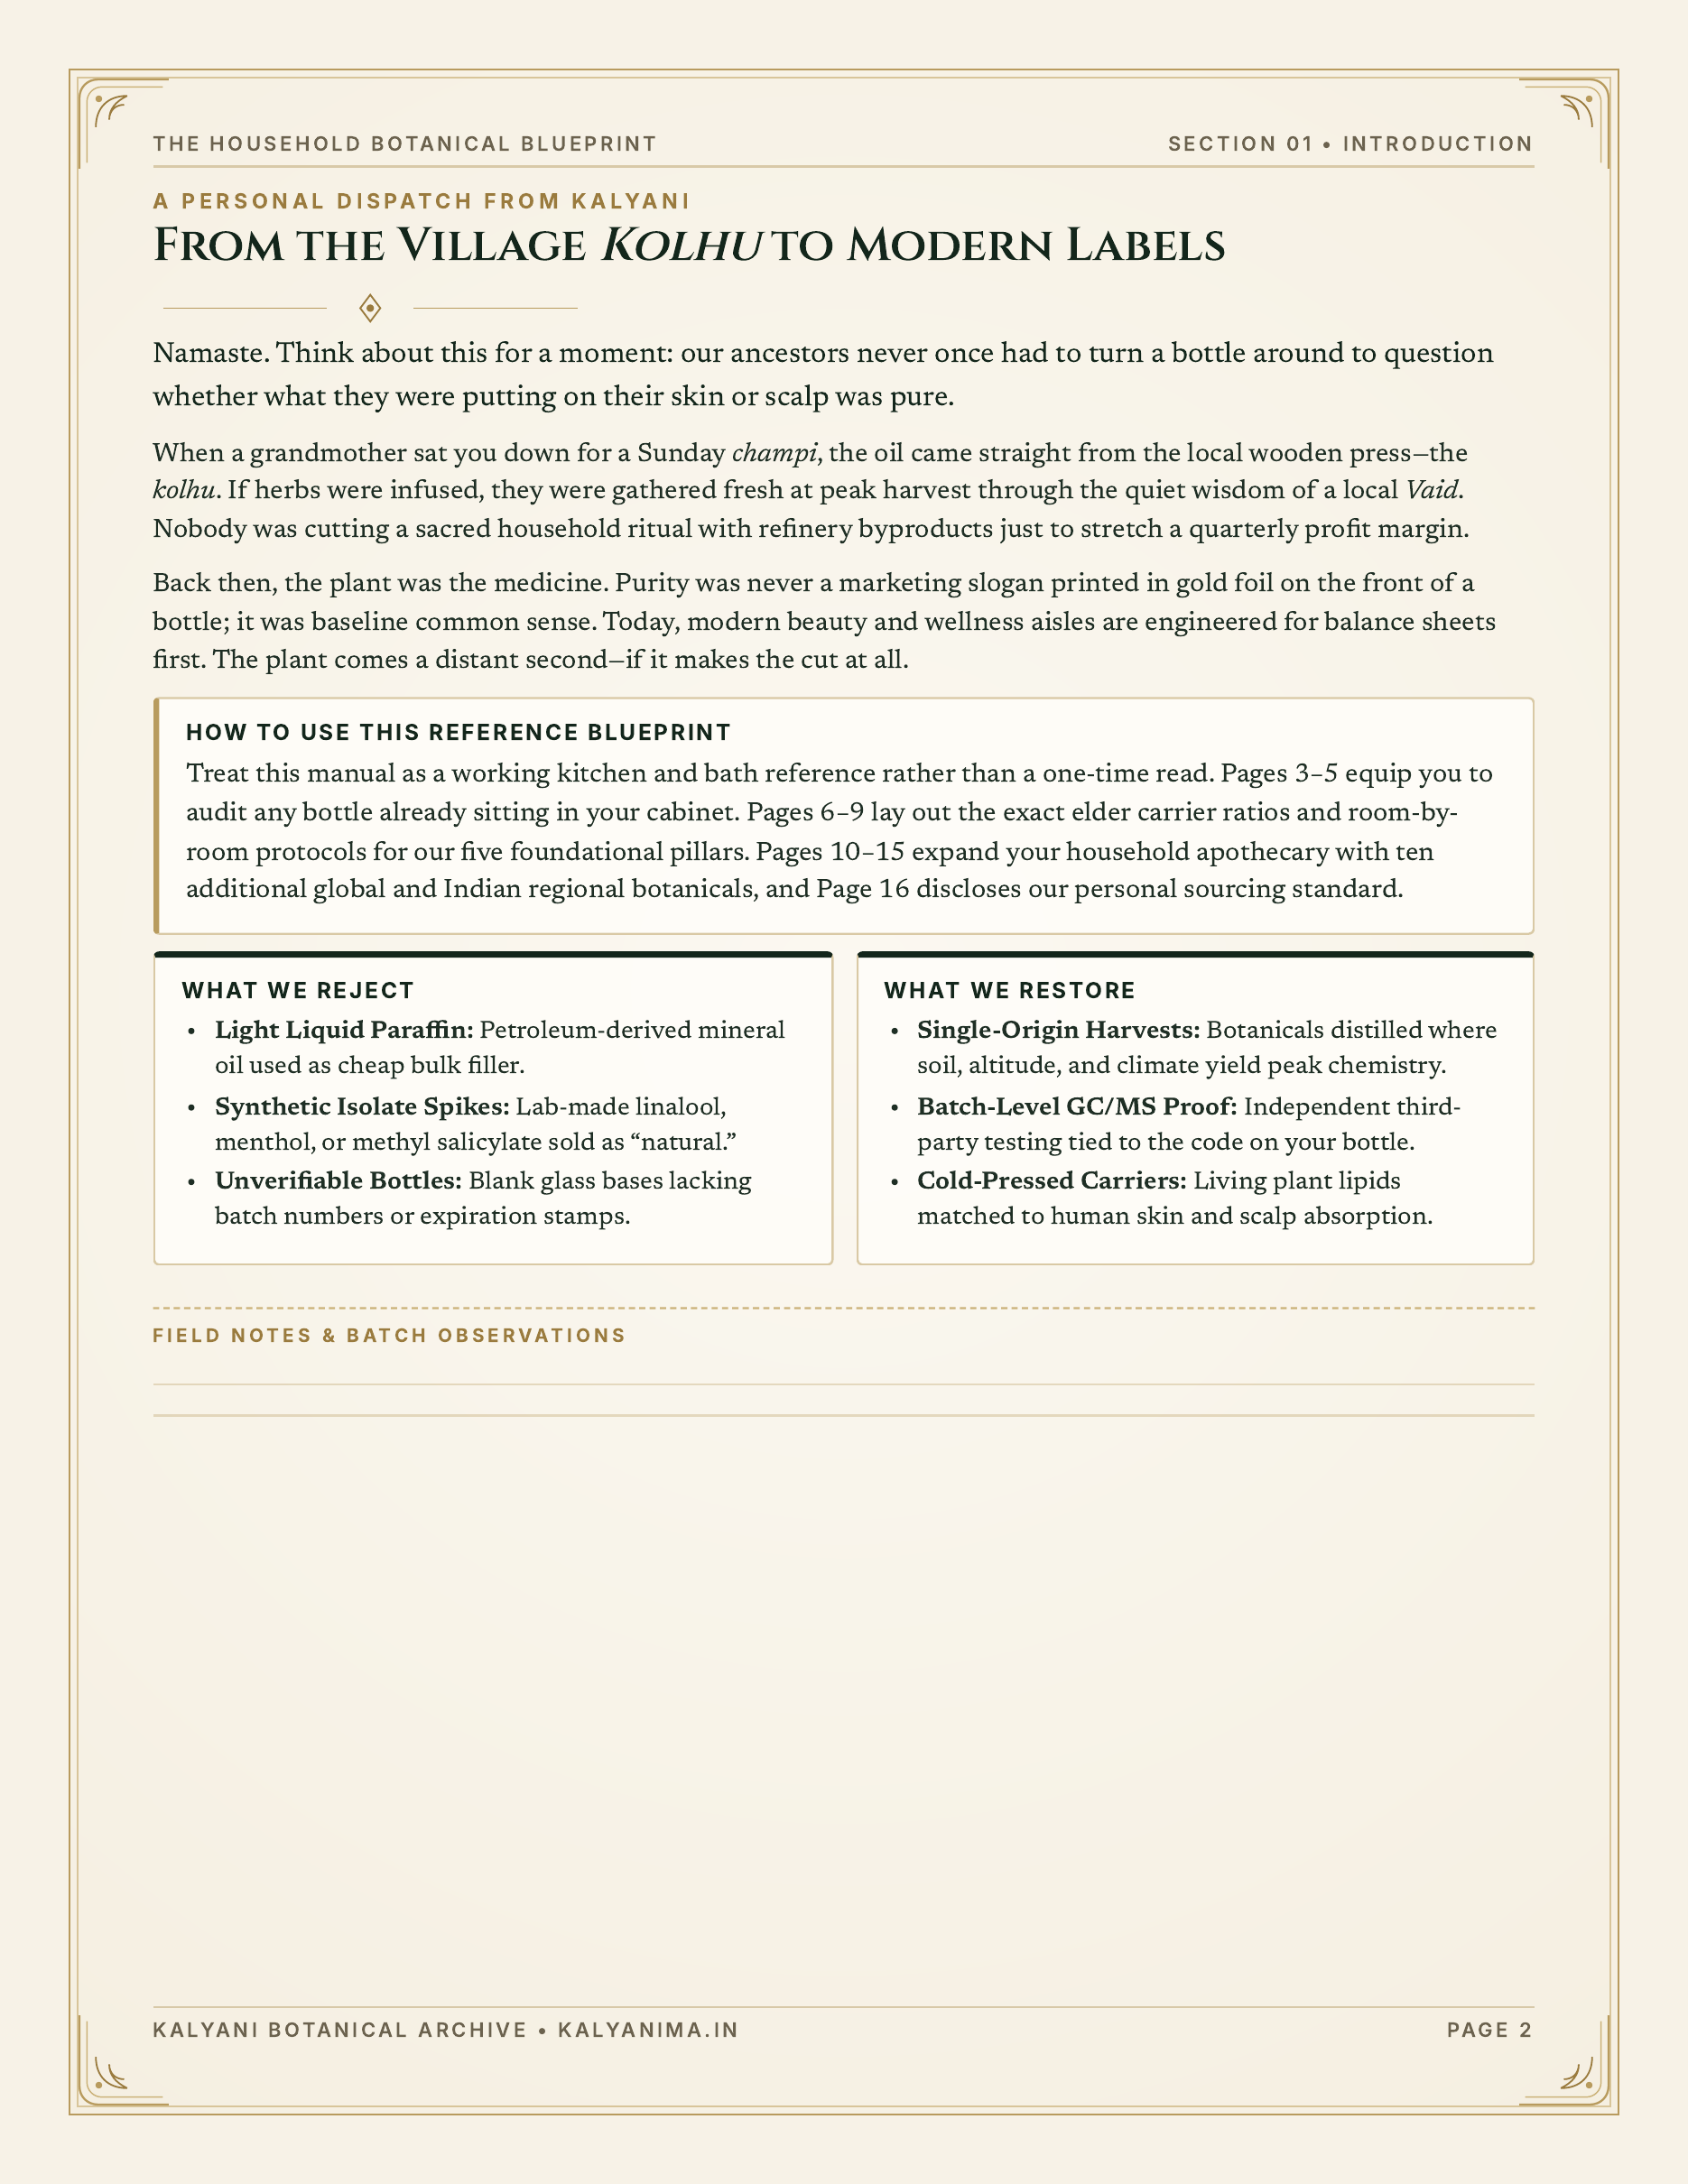 THE HOUSEHOLD BOTANICAL BLUEPRINT
SECTION 01 • INTRODUCTION
A PERSONAL DISPATCH FROM KALYANI
From the Village Kolhu to Modern Labels
Namaste. Think about this for a moment: our ancestors never once had to turn a bottle around to question
whether what they were putting on their skin or scalp was pure.
When a grandmother sat you down for a Sunday champi, the oil came straight from the local wooden press—the
kolhu. If herbs were infused, they were gathered fresh at peak harvest through the quiet wisdom of a local Vaid.
Nobody was cutting a sacred household ritual with refinery byproducts just to stretch a quarterly profit margin.
Back then, the plant was the medicine. Purity was never a marketing slogan printed in gold foil on the front of a
bottle; it was baseline common sense. Today, modern beauty and wellness aisles are engineered for balance sheets
first. The plant comes a distant second—if it makes the cut at all.
HOW TO USE THIS REFERENCE BLUEPRINT
Treat this manual as a working kitchen and bath reference rather than a one-time read. Pages 3–5 equip you to
audit any bottle already sitting in your cabinet. Pages 6–9 lay out the exact elder carrier ratios and room-by-
room protocols for our five foundational pillars. Pages 10–15 expand your household apothecary with ten
additional global and Indian regional botanicals, and Page 16 discloses our personal sourcing standard.
WHAT WE REJECT
• Light Liquid Paraffin: Petroleum-derived mineral
oil used as cheap bulk filler.
• Synthetic Isolate Spikes: Lab-made linalool,
menthol, or methyl salicylate sold as “natural.”
• Unverifiable Bottles: Blank glass bases lacking
batch numbers or expiration stamps.
WHAT WE RESTORE
• Single-Origin Harvests: Botanicals distilled where
soil, altitude, and climate yield peak chemistry.
• Batch-Level GC/MS Proof: Independent third-
party testing tied to the code on your bottle.
• Cold-Pressed Carriers: Living plant lipids
matched to human skin and scalp absorption.
FIELD NOTES & BATCH OBSERVATIONS
KALYANI BOTANICAL ARCHIVE • KALYANIMA.IN
PAGE 2